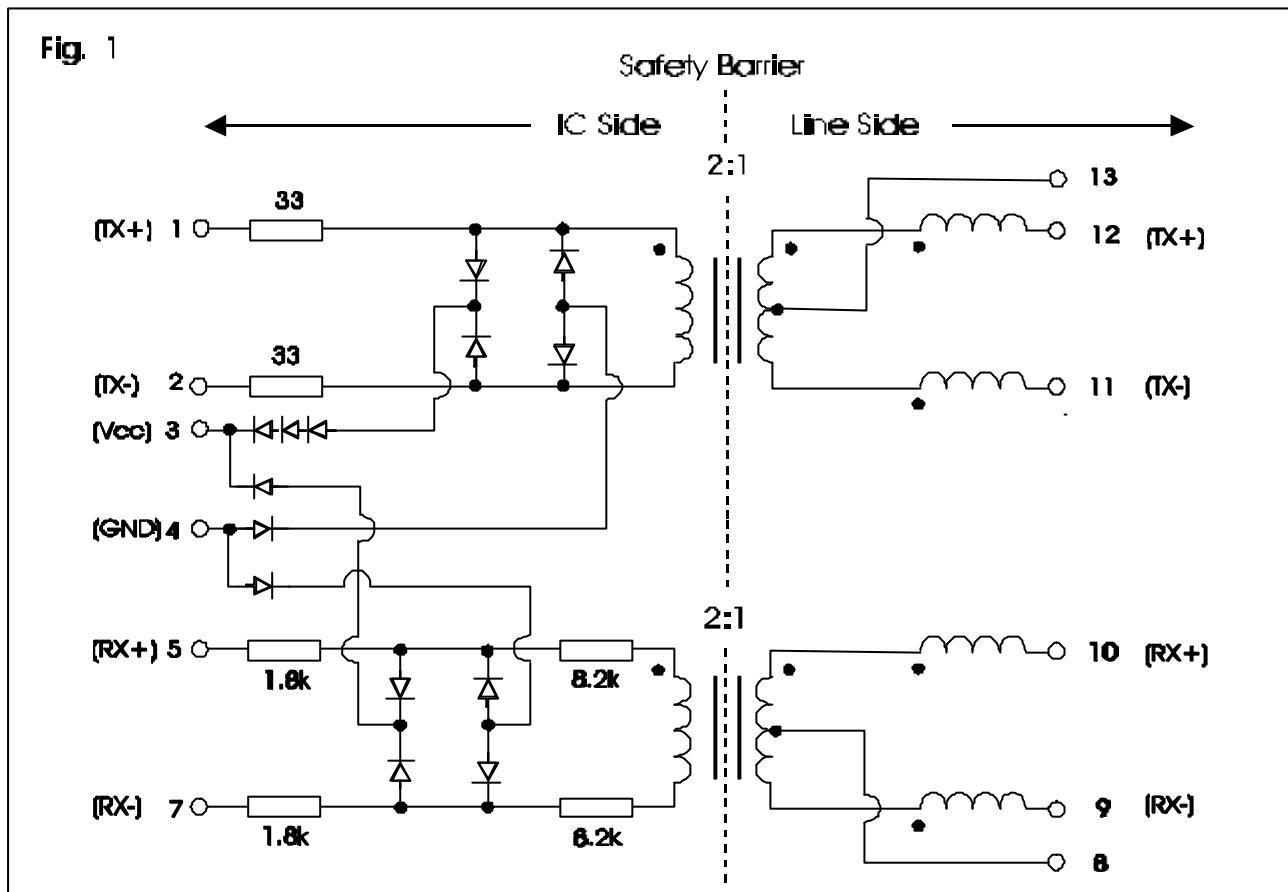 Fig. 1
Safety Barrier
IC Side
Line Side
2:1
33
(TX+) 1
13
12 (TX+)
33
(TX-) 2
11 (TX-)
(Vcc) 3
(GND) 4
2:1
(RX+) 5
1.8k
8.2k
10 (RX+)
(RX-) 7
1.8k
8.2k
9 (RX-)
8